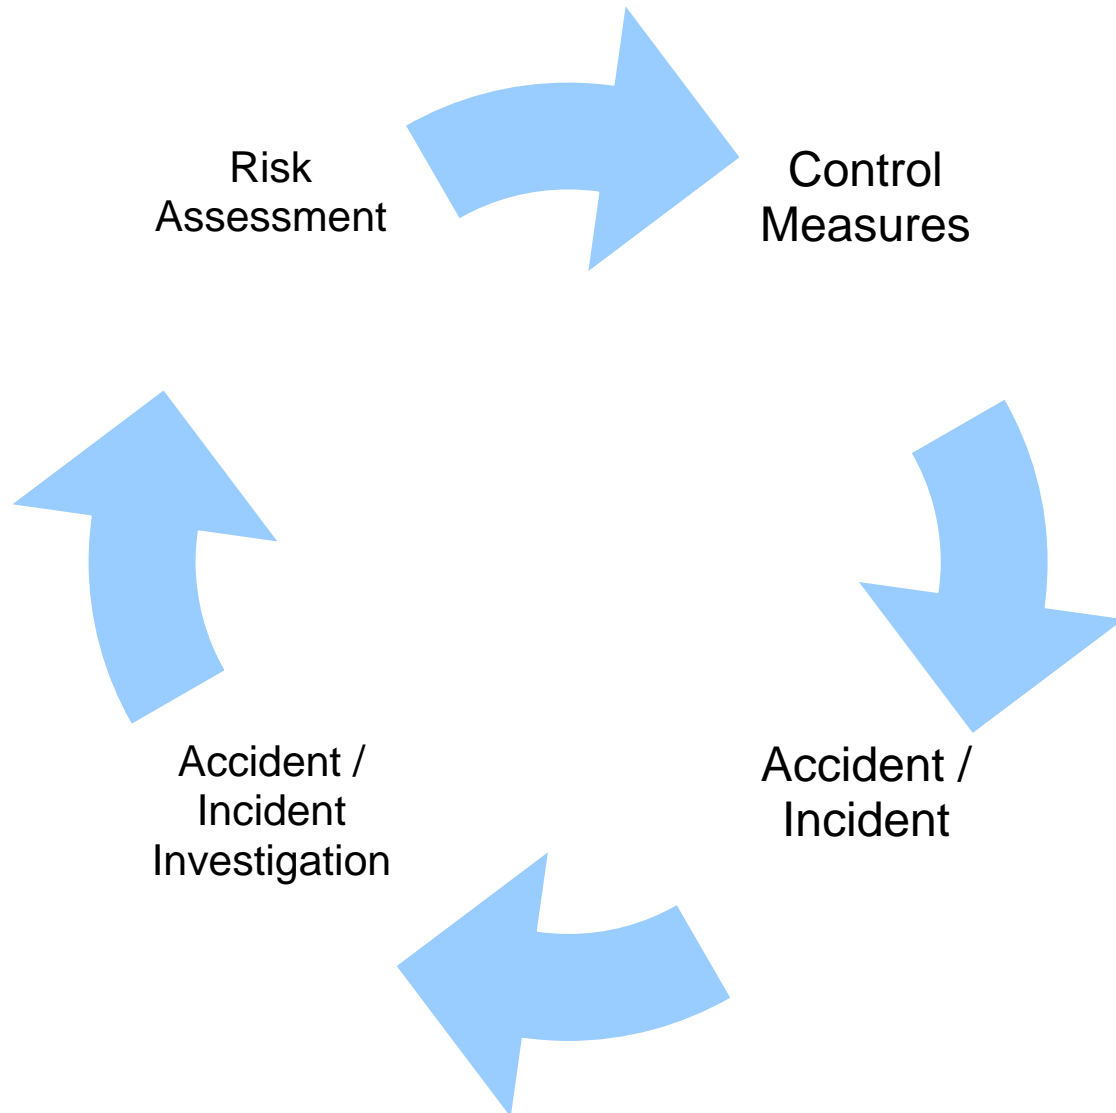 Risk
Assessment
Control
Measures
Accident /
Incident
Investigation
Accident /
Incident